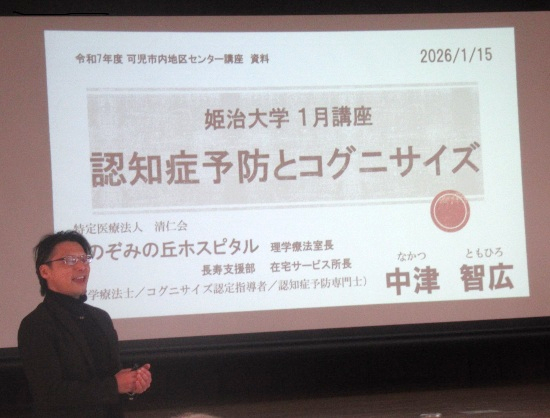 令和7年度 可児市内地区センター講座 資料
2026/1/15
姫治大学 1月講座
認知症予防とコグニサイズ
特定医療法人 清仁会
のぞみの丘ホスピタル 理学療法室長
長寿支援部 在宅サービス所長
学療法士／コグニサイズ認定指導者／認知症予防専門士）
なかつ ともひろ
中津 智広